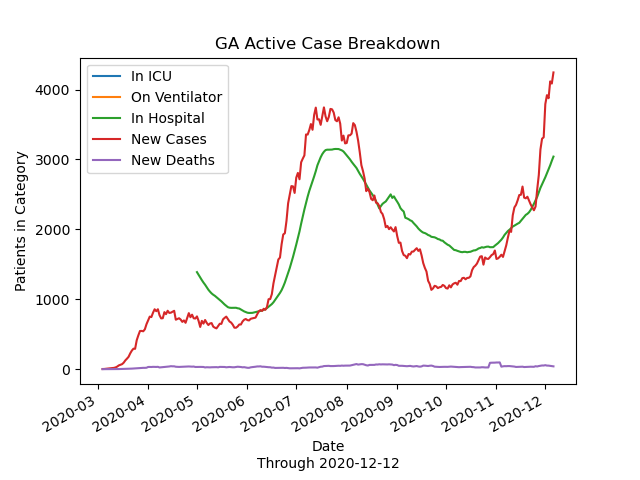 GA Active Case Breakdown
In ICU
On Ventilator
In Hospital
New Cases
New Deaths
Patients in Category
4000
3000
2000
1000
0
2020-03
2020-04
2020-05
2020-06
2020-07
2020-08
2020-09
2020-10
2020-11
2020-12
Date
Through 2020-12-12